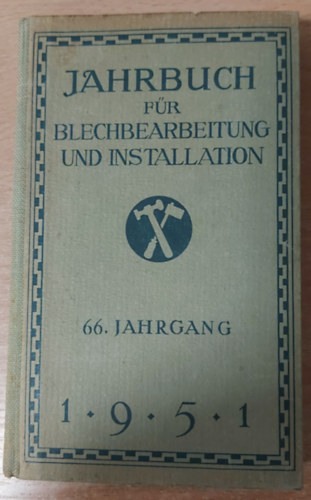 JAHRBUCH
FÜR
BLECHBEARBEITUNG
UND INSTALLATION
66. JAHRGANG
1 · 9 · 5 · 1